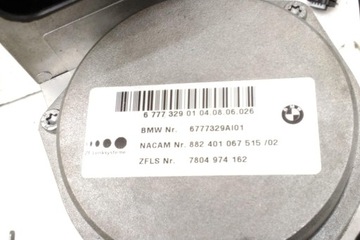 6 777 329 01 04 08.06.026
BMW Nr. 6777329AI01
NACAM Nr. 882 401 067 515 /02
ZFLS Nr. 7804 974 162